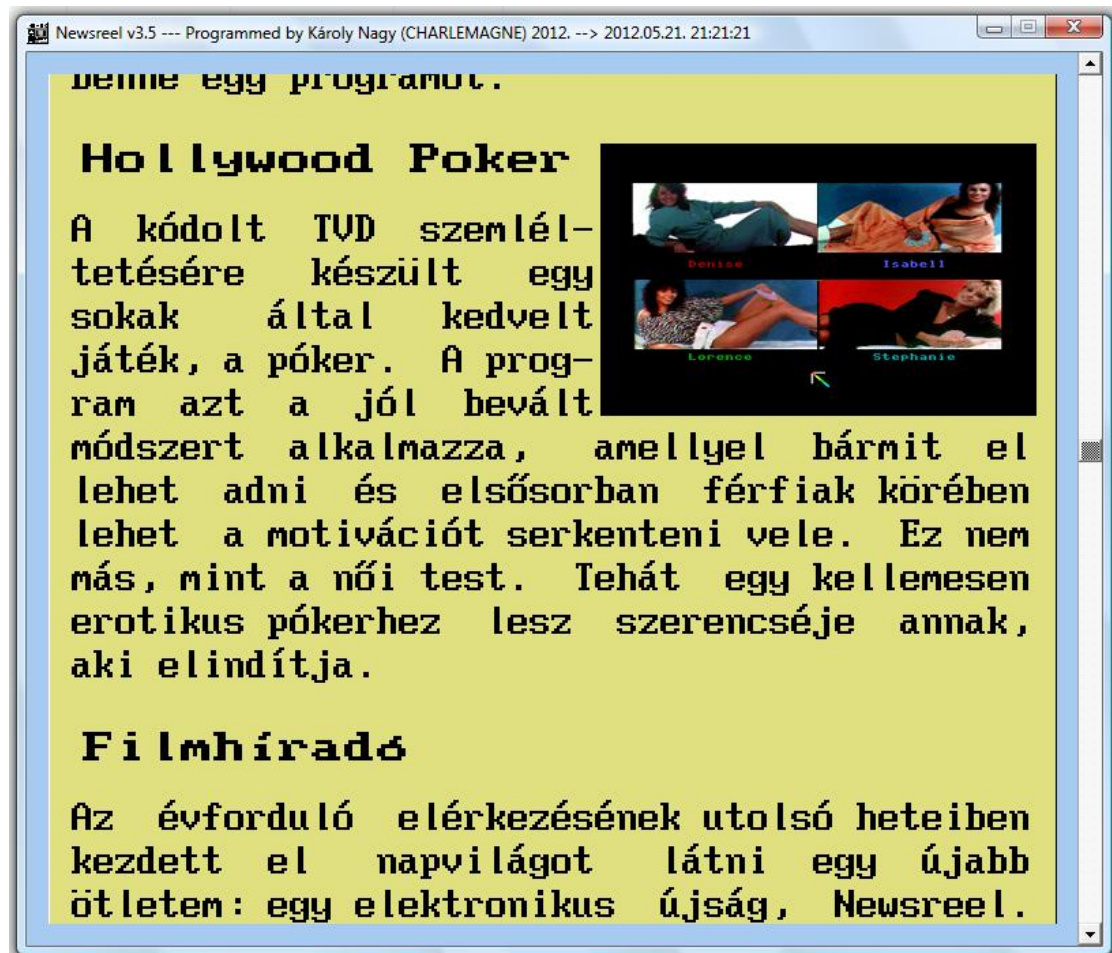 Newsreel v3.5 --- Programmed by Károly Nagy (CHARLEMAGNE) 2012. --> 2012.05.21. 21:21:21
benne egy programot.
Hollywood Poker
A kódolt TVD szemlél-
tetésére készült egy
sokak által kedvelt
játék, a póker. A prog-
ram azt a jól bevált
módszert alkalmazza, amellyel bármit el
lehet adni és elsősorban férfiak körében
lehet a motivációt serkenteni vele. Ez nem
más, mint a női test. Tehát egy kellemesen
erotikus pókerhez lesz szerencséje annak,
aki elindítja.
Denise
Isabell
Lorence
Stephanie
Filmhíradó
Az évforduló elérkezésének utolsó heteiben
kezdett el napvilágot látni egy újabb
ötletem: egy elektronikus újság, Newsreel.